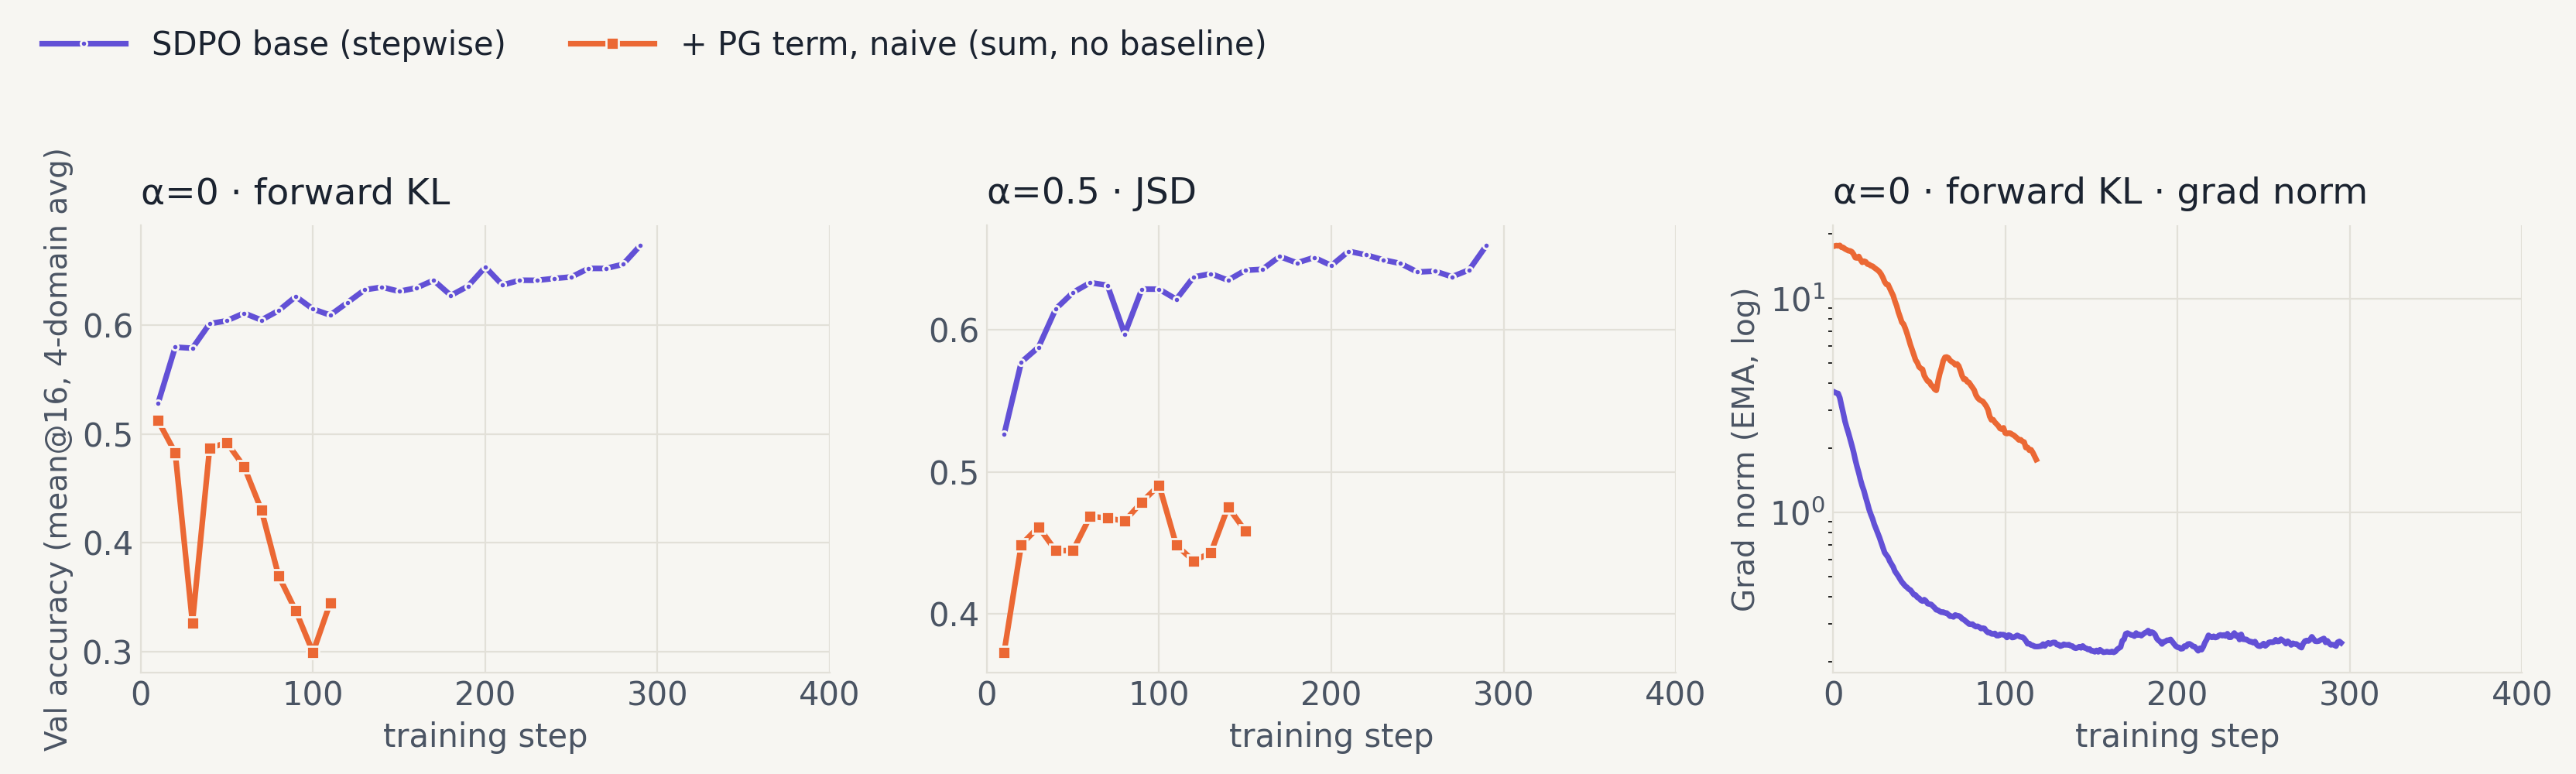 SDPO base (stepwise)
+ PG term, naive (sum, no baseline)
α=0 · forward KL
Val accuracy (mean@16, 4-domain avg)
0.6
0.5
0.4
0.3
0 100 200 300 400
training step
α=0.5 · JSD
0.6
0.5
0.4
0 100 200 300 400
training step
α=0 · forward KL · grad norm
Grad norm (EMA, log)
10¹
10⁰
0 100 200 300 400
training step